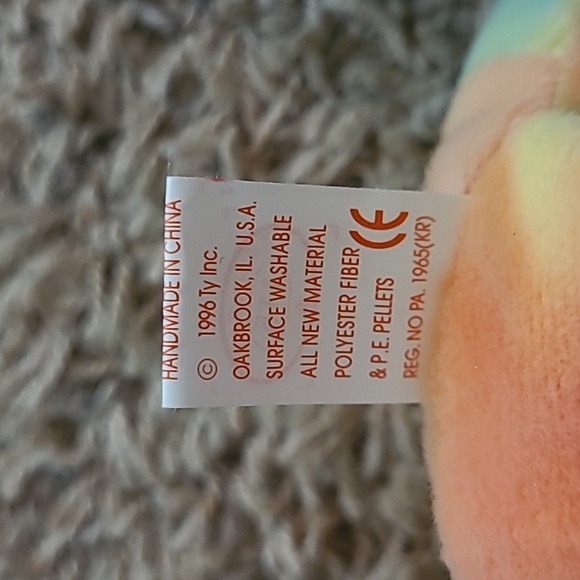 HANDMADE IN CHINA
© 1996 Ty Inc.
OAKBROOK, IL. U.S.A.
SURFACE WASHABLE
ALL NEW MATERIAL
POLYESTER FIBER
& P.E. PELLETS CE
REG. NO PA. 1965(KR)